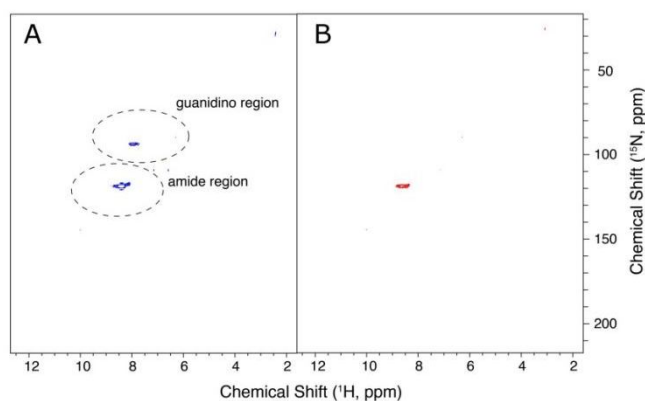 A
B
guanidino region
amide region
50
100
150
200
Chemical Shift (¹⁵N, ppm)
12 10 8 6 4 2 12 10 8 6 4 2
Chemical Shift (¹H, ppm)